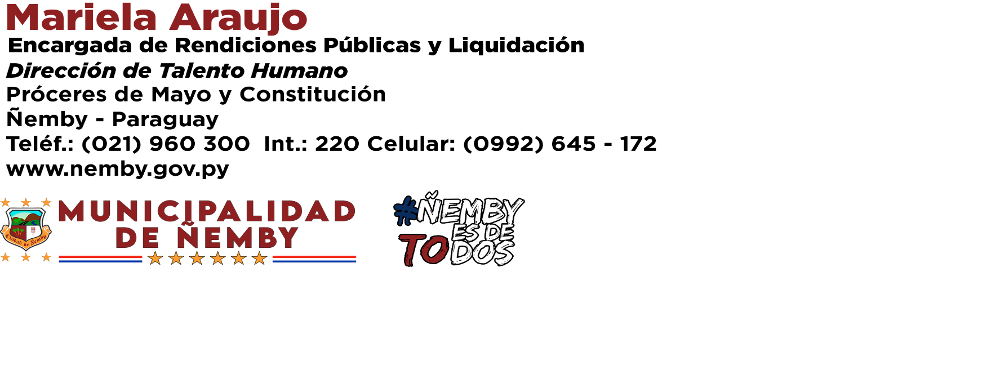 Mariela Araujo
Encargada de Rendiciones Públicas y Liquidación
Dirección de Talento Humano
Próceres de Mayo y Constitución
Ñemby - Paraguay
Teléf.: (021) 960 300  Int.: 220 Celular: (0992) 645 - 172
www.nemby.gov.py
MUNICIPALIDAD
DE ÑEMBY
Ciudad de Ñemby
#ÑEMBY
ES DE
TODOS